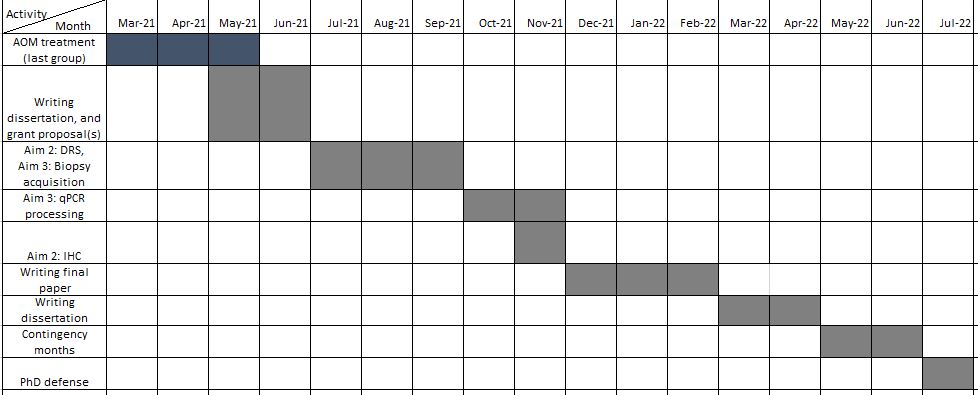 Activity
Month
Mar-21 Apr-21 May-21 Jun-21 Jul-21 Aug-21 Sep-21 Oct-21 Nov-21 Dec-21 Jan-22 Feb-22 Mar-22 Apr-22 May-22 Jun-22 Jul-22
AOM treatment
(last group)
Writing
dissertation, and
grant proposal(s)
Aim 2: DRS,
Aim 3: Biopsy
acquisition
Aim 3: qPCR
processing
Aim 2: IHC
Writing final
paper
Writing
dissertation
Contingency
months
PhD defense